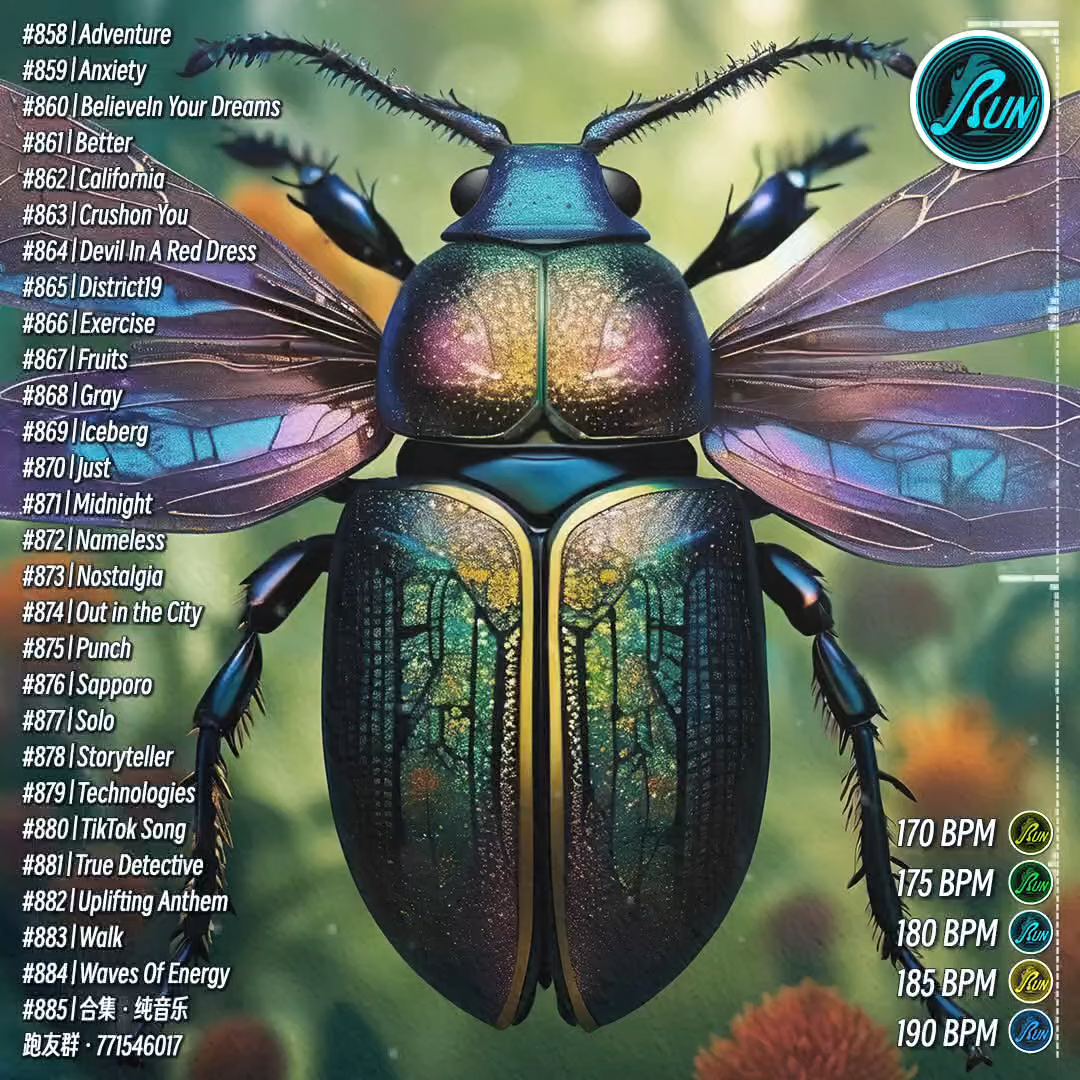 #858 | Adventure
#859 | Anxiety
#860 | BelieveIn Your Dreams
#861 | Better
#862 | California
#863 | Crushon You
#864 | Devil In A Red Dress
#865 | District19
#866 | Exercise
#867 | Fruits
#868 | Gray
#869 | Iceberg
#870 | Just
#871 | Midnight
#872 | Nameless
#873 | Nostalgia
#874 | Out in the City
#875 | Punch
#876 | Sapporo
#877 | Solo
#878 | Storyteller
#879 | Technologies
#880 | TikTok Song
#881 | True Detective
#882 | Uplifting Anthem
#883 | Walk
#884 | Waves Of Energy
#885 | 合集 · 纯音乐
跑友群 · 771546017
RUN
170 BPM RUN
175 BPM RUN
180 BPM RUN
185 BPM RUN
190 BPM RUN